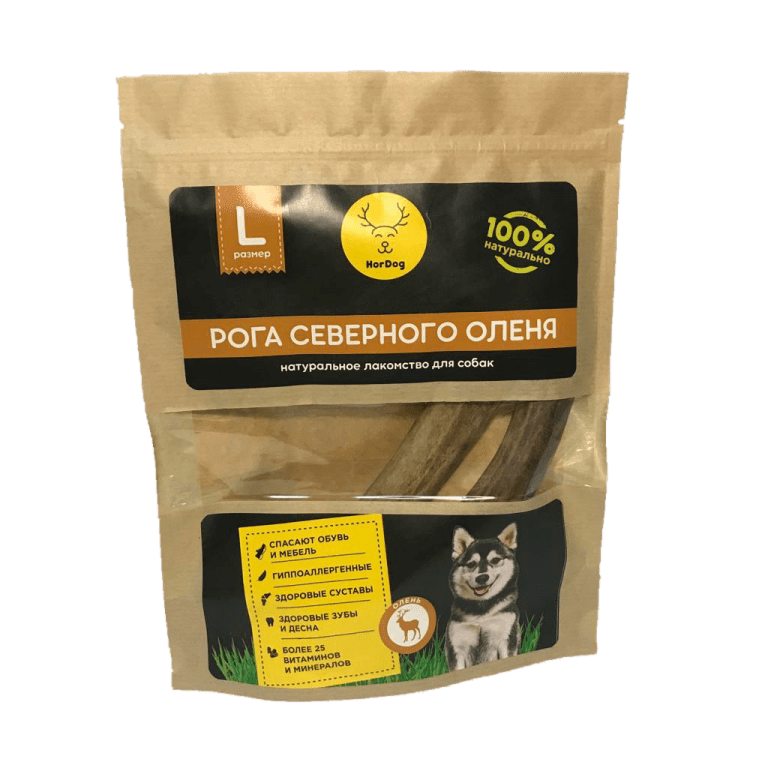 L
размер
HorDog
100%
натурально
РОГА СЕВЕРНОГО ОЛЕНЯ
натуральное лакомство для собак
СПАСАЮТ ОБУВЬ
И МЕБЕЛЬ
ГИППОАЛЛЕРГЕННЫЕ
ЗДОРОВЫЕ СУСТАВЫ
ЗДОРОВЫЕ ЗУБЫ
И ДЕСНА
БОЛЕЕ 25
ВИТАМИНОВ
И МИНЕРАЛОВ
ОЛЕНЬ